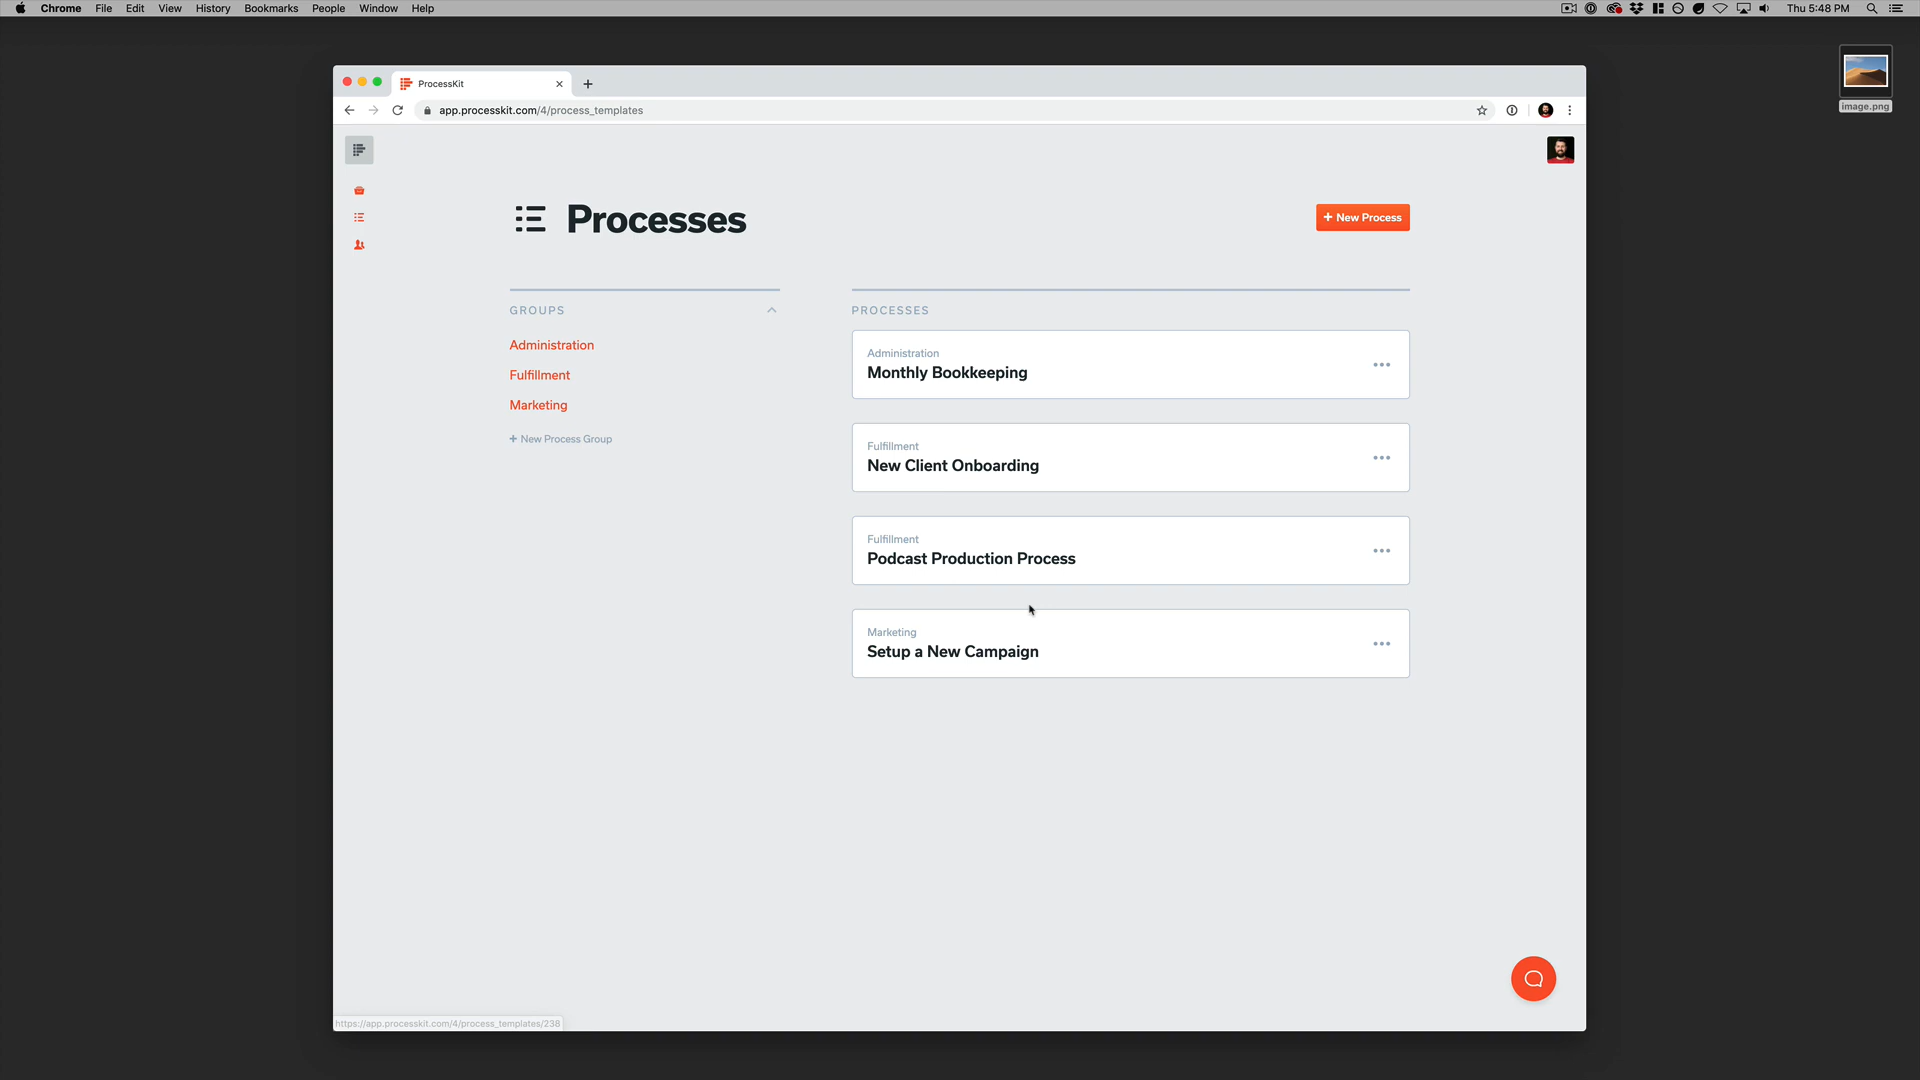 Chrome File Edit View History Bookmarks People Window Help
Thu 5:48 PM
image.png
ProcessKit
app.processkit.com/4/process_templates
Processes
+ New Process
GROUPS
Administration
Fulfillment
Marketing
+ New Process Group
PROCESSES
Administration
Monthly Bookkeeping
Fulfillment
New Client Onboarding
Fulfillment
Podcast Production Process
Marketing
Setup a New Campaign
https://app.processkit.com/4/process_templates/238